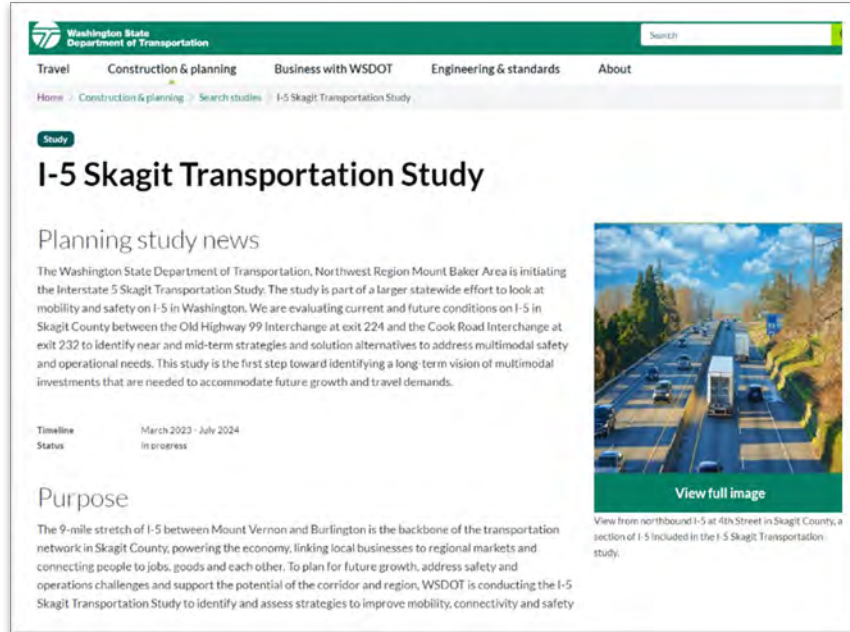 Washington State
Department of Transportation
Search
Travel Construction & planning Business with WSDOT Engineering & standards About
Home Construction & planning Search studies I-5 Skagit Transportation Study
Study
I-5 Skagit Transportation Study
Planning study news
The Washington State Department of Transportation, Northwest Region Mount Baker Area is initiating
the Interstate 5 Skagit Transportation Study. The study is part of a larger statewide effort to look at
mobility and safety on I-5 in Washington. We are evaluating current and future conditions on I-5 in
Skagit County between the Old Highway 99 Interchange at exit 224 and the Cook Road Interchange at
exit 232 to identify near and mid-term strategies and solution alternatives to address multimodal safety
and operational needs. This study is the first step toward identifying a long-term vision of multimodal
investments that are needed to accommodate future growth and travel demands.
Timeline March 2023 - July 2024
Status In progress
Purpose
The 9-mile stretch of I-5 between Mount Vernon and Burlington is the backbone of the transportation
network in Skagit County, powering the economy, linking local businesses to regional markets and
connecting people to jobs, goods and each other. To plan for future growth, address safety and
operations challenges and support the potential of the corridor and region, WSDOT is conducting the I-5
Skagit Transportation Study to identify and assess strategies to improve mobility, connectivity and safety
View full image
View from northbound I-5 at 4th Street in Skagit County, a
section of I-5 included in the I-5 Skagit Transportation
study.